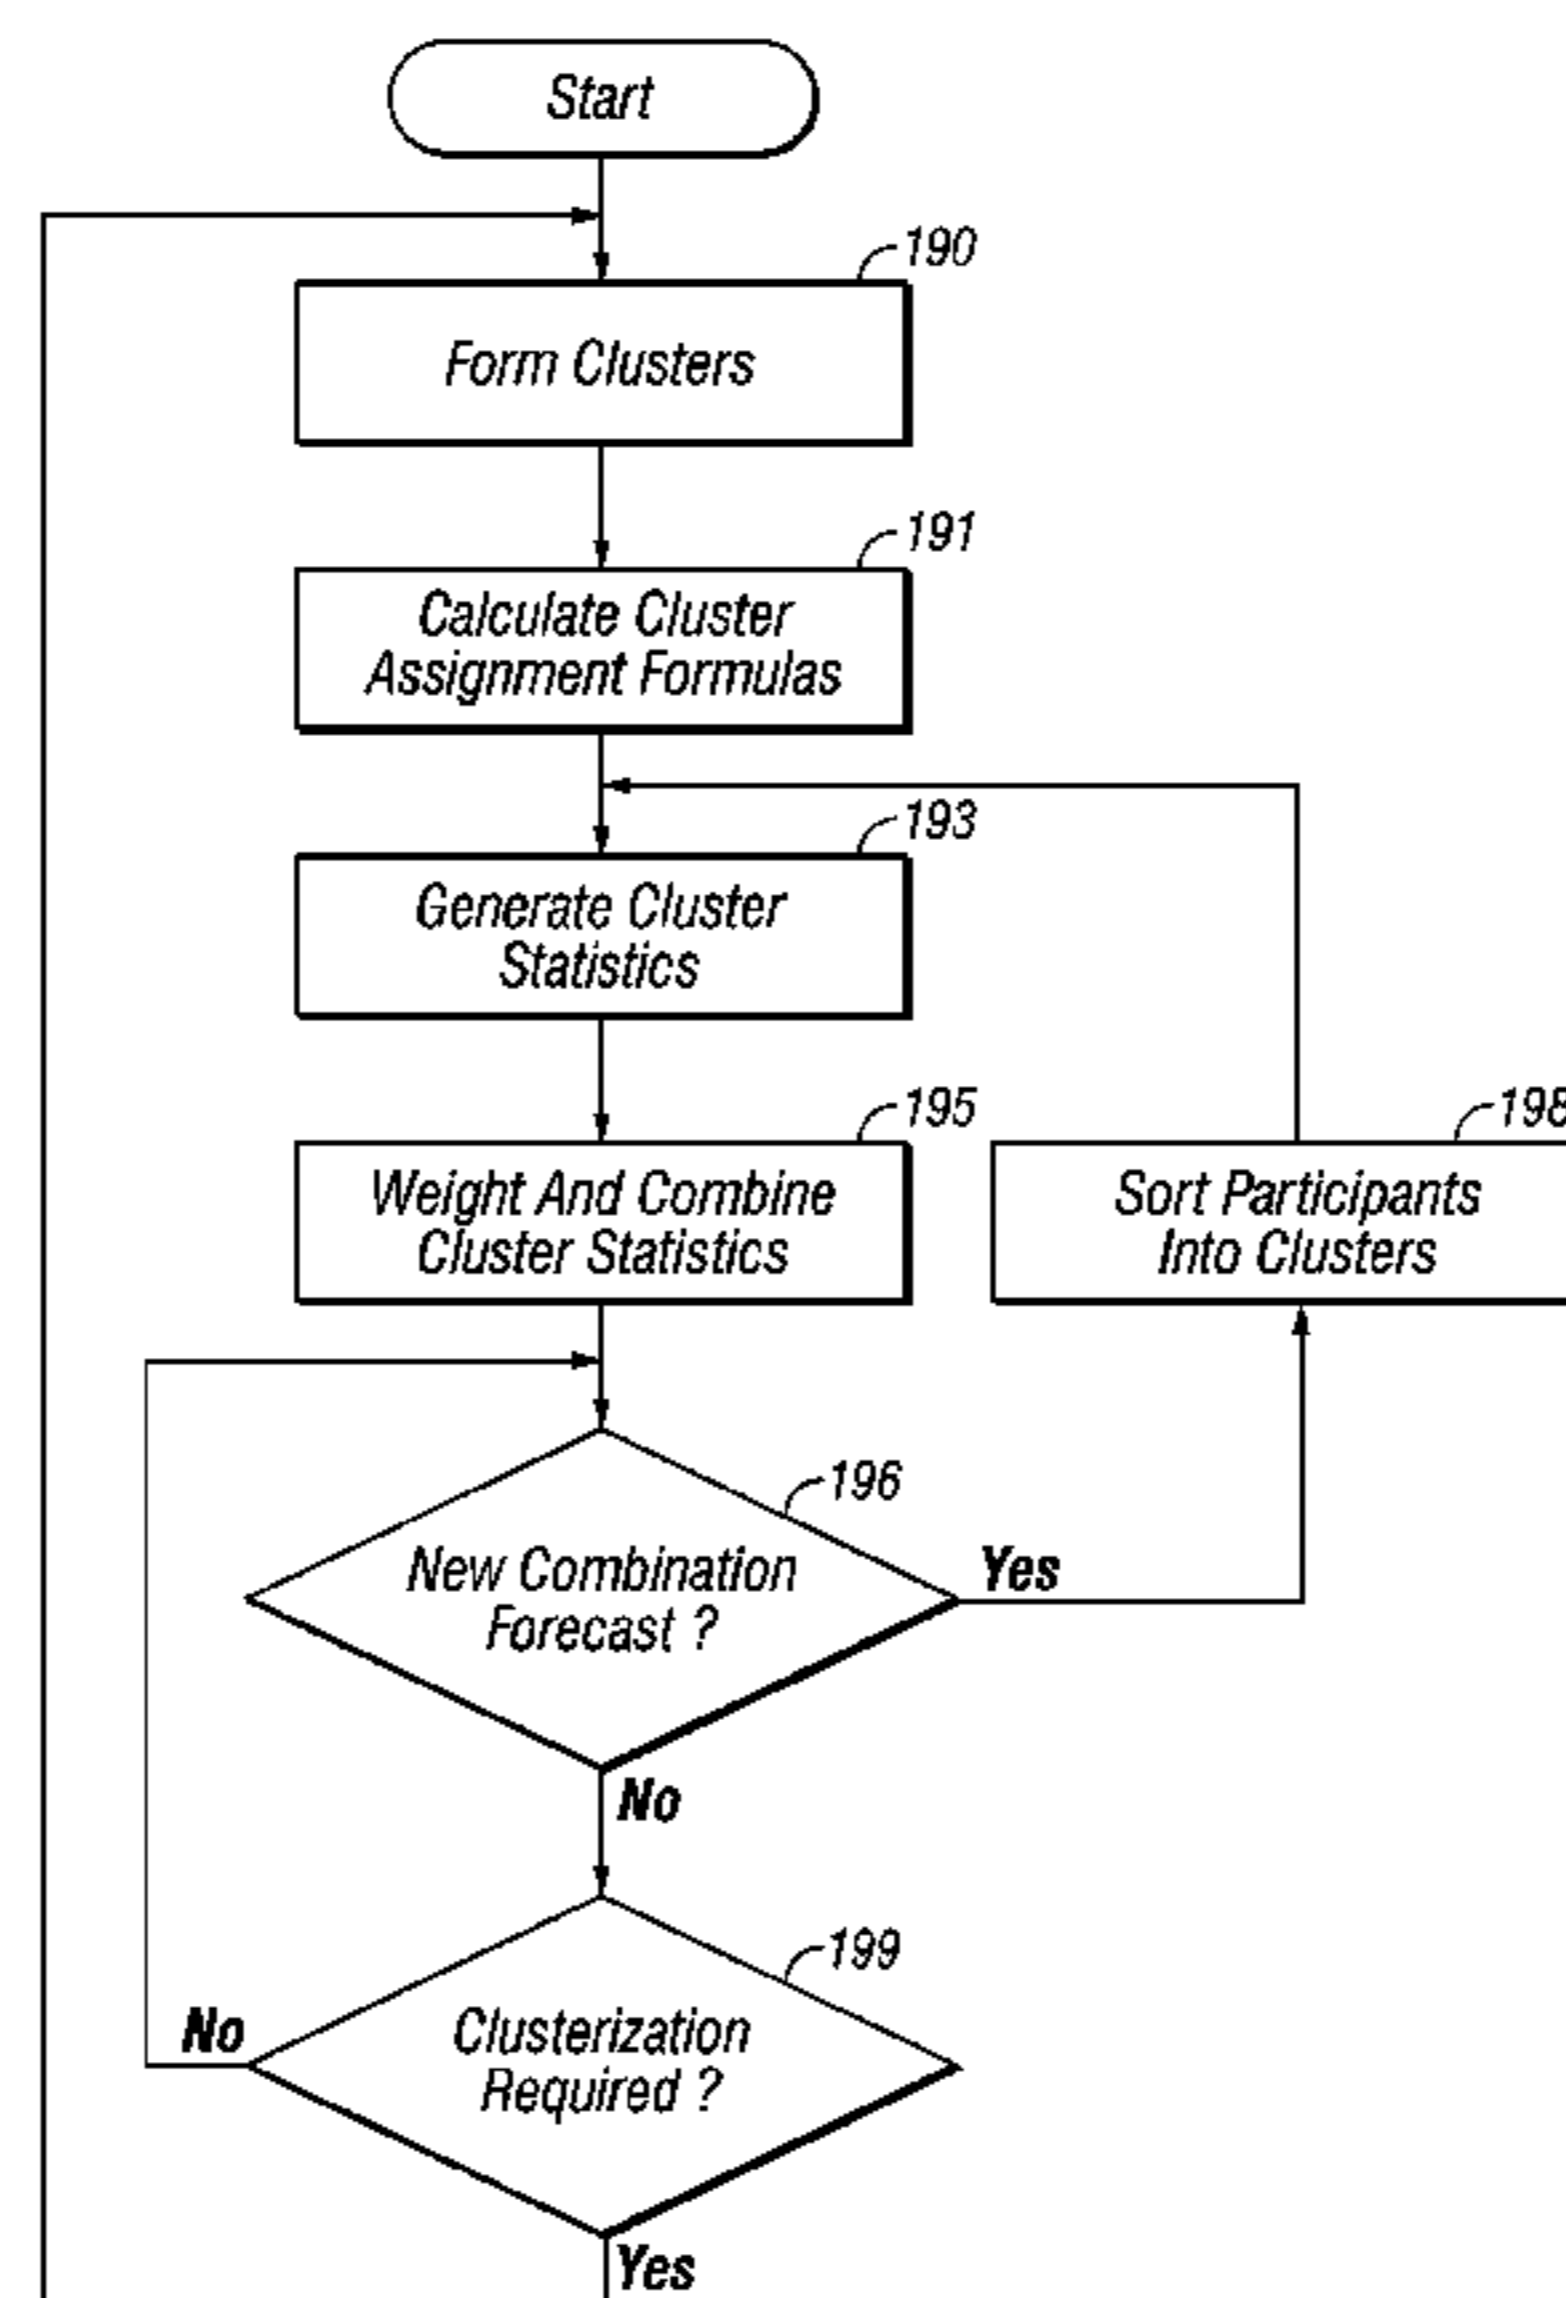 Start
190
Form Clusters
191
Calculate Cluster
Assignment Formulas
193
Generate Cluster
Statistics
195
Weight And Combine
Cluster Statistics
198
Sort Participants
Into Clusters
196
New Combination
Forecast ?
Yes
No
199
Clusterization
Required ?
No
Yes